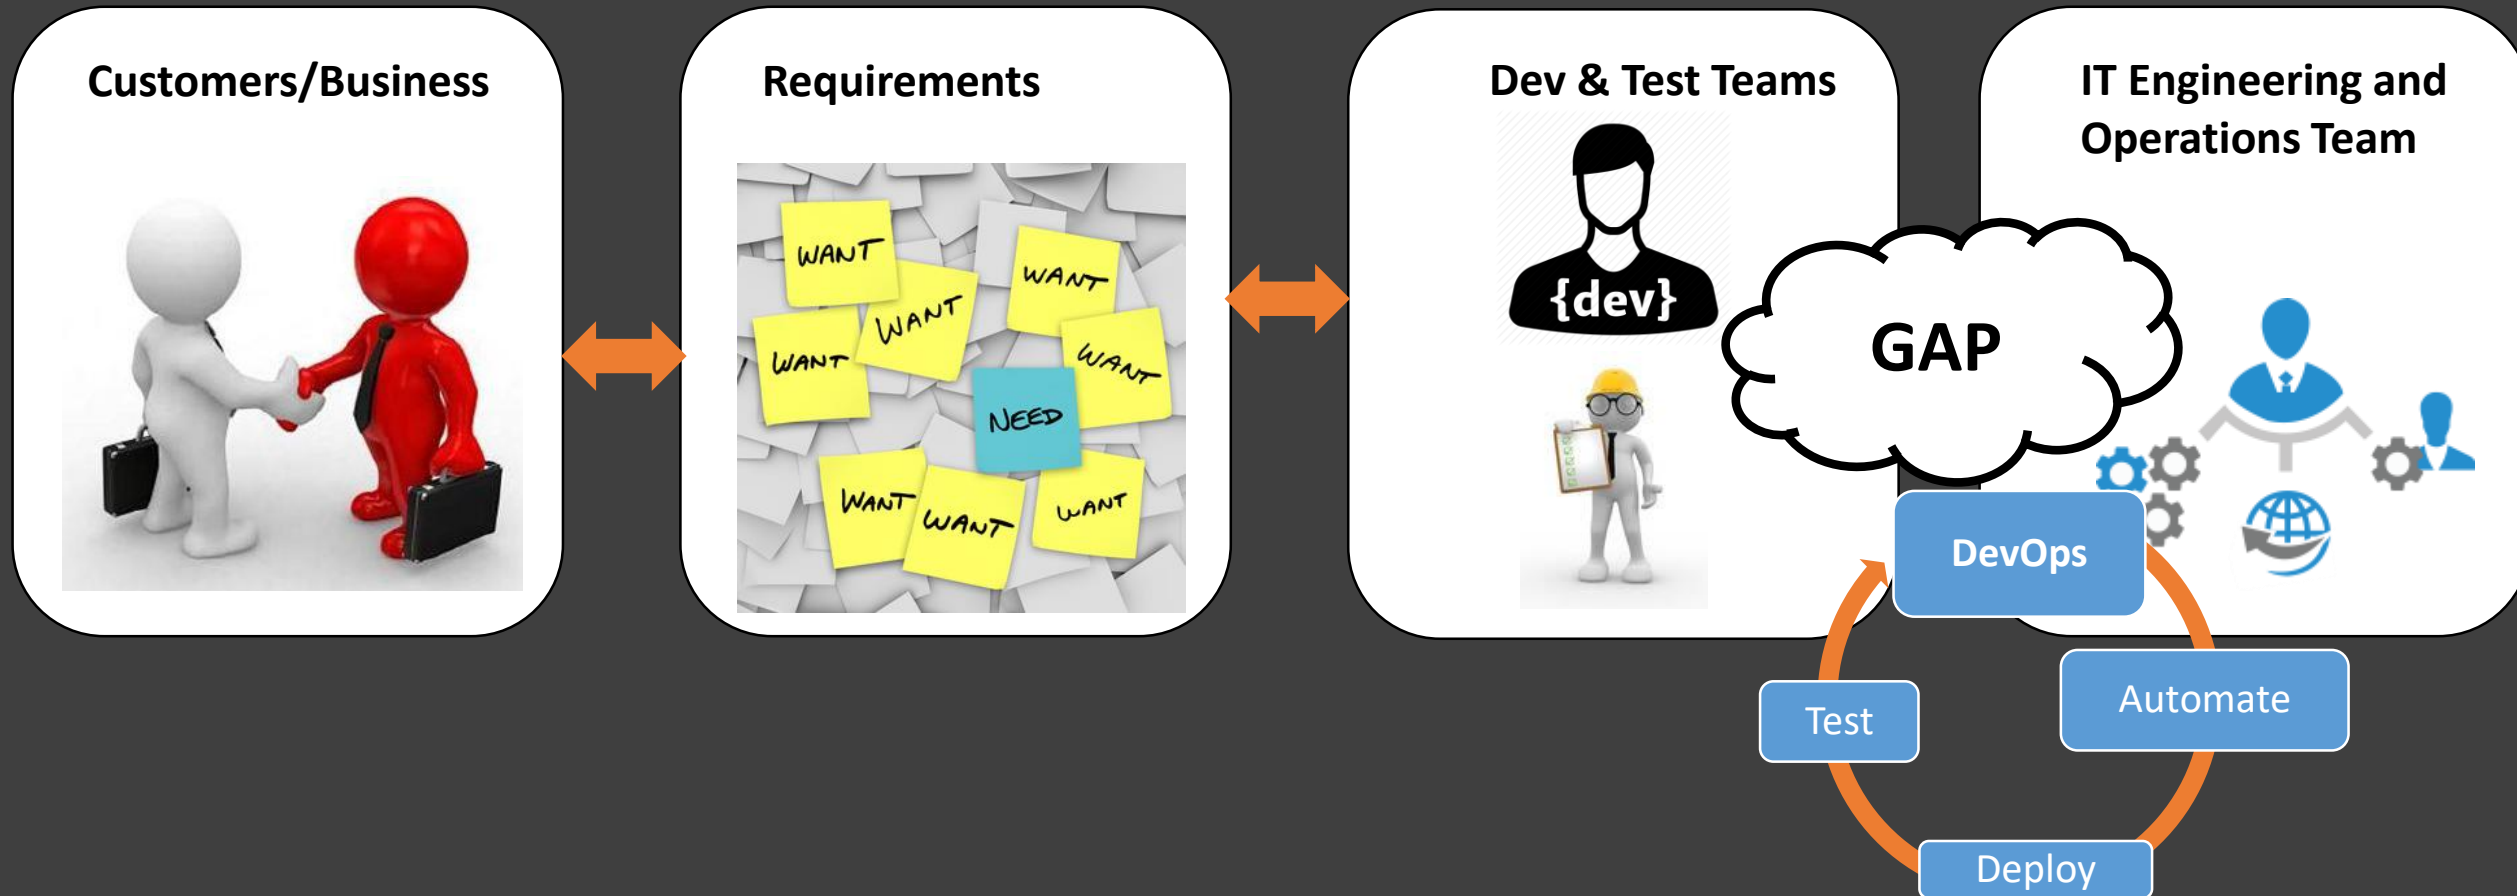 Customers/Business
Requirements
WANT
WANT
WANT
WANT
WANT
NEED
WANT
WANT
WANT
Dev & Test Teams
{dev}
IT Engineering and
Operations Team
GAP
DevOps
Automate
Test
Deploy